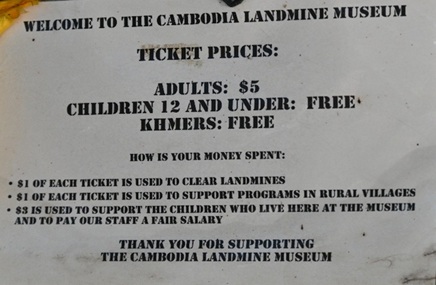 WELCOME TO THE CAMBODIA LANDMINE MUSEUM
TICKET PRICES:
ADULTS: $5
CHILDREN 12 AND UNDER: FREE
KHMERS: FREE
HOW IS YOUR MONEY SPENT:
• $1 OF EACH TICKET IS USED TO CLEAR LANDMINES
• $1 OF EACH TICKET IS USED TO SUPPORT PROGRAMS IN RURAL VILLAGES
• $3 IS USED TO SUPPORT THE CHILDREN WHO LIVE HERE AT THE MUSEUM
AND TO PAY OUR STAFF A FAIR SALARY
THANK YOU FOR SUPPORTING
THE CAMBODIA LANDMINE MUSEUM